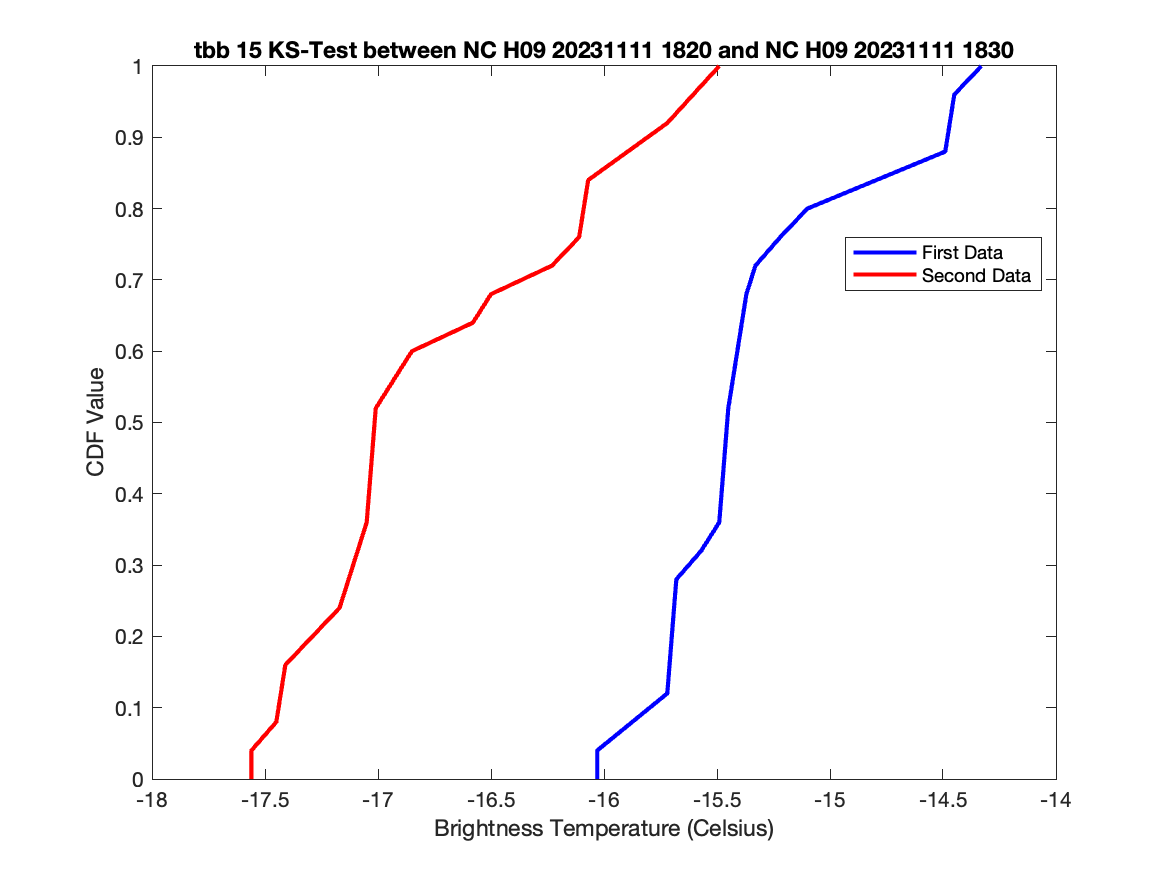 tbb 15 KS-Test between NC H09 20231111 1820 and NC H09 20231111 1830
1
0.9
0.8
0.7
0.6
0.5
0.4
0.3
0.2
0.1
0
CDF Value
First Data
Second Data
-18 -17.5 -17 -16.5 -16 -15.5 -15 -14.5 -14
Brightness Temperature (Celsius)